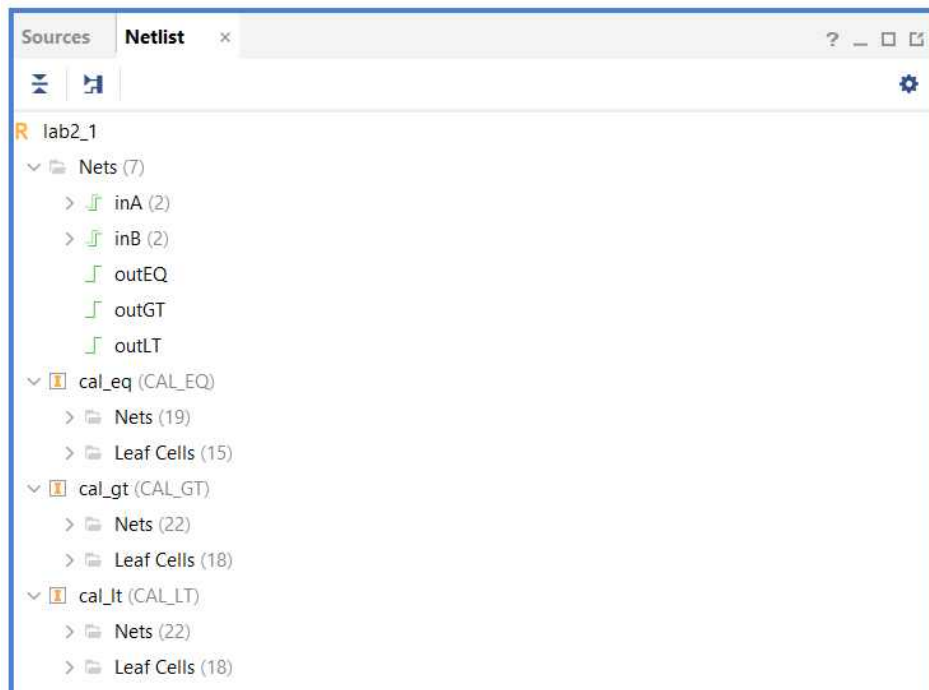 Sources Netlist × ?
R lab2_1
Nets (7)
inA (2)
inB (2)
outEQ
outGT
outLT
I cal_eq (CAL_EQ)
Nets (19)
Leaf Cells (15)
I cal_gt (CAL_GT)
Nets (22)
Leaf Cells (18)
I cal_lt (CAL_LT)
Nets (22)
Leaf Cells (18)